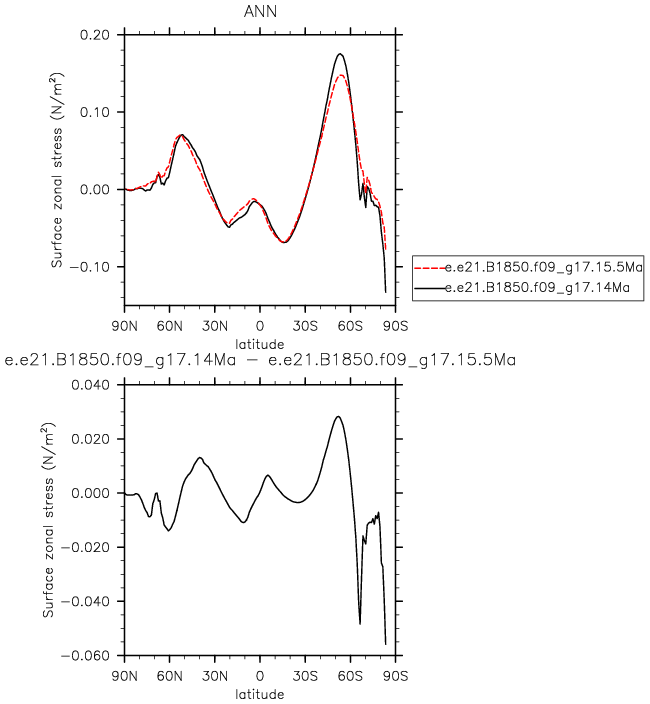 ANN
0.20
0.10
0.00
−0.10
Surface zonal stress (N/m²)
90N 60N 30N 0 30S 60S 90S
latitude
e.e21.B1850.f09_g17.15.5Ma
e.e21.B1850.f09_g17.14Ma
e.e21.B1850.f09_g17.14Ma − e.e21.B1850.f09_g17.15.5Ma
0.040
0.020
0.000
−0.020
−0.040
−0.060
Surface zonal stress (N/m²)
90N 60N 30N 0 30S 60S 90S
latitude